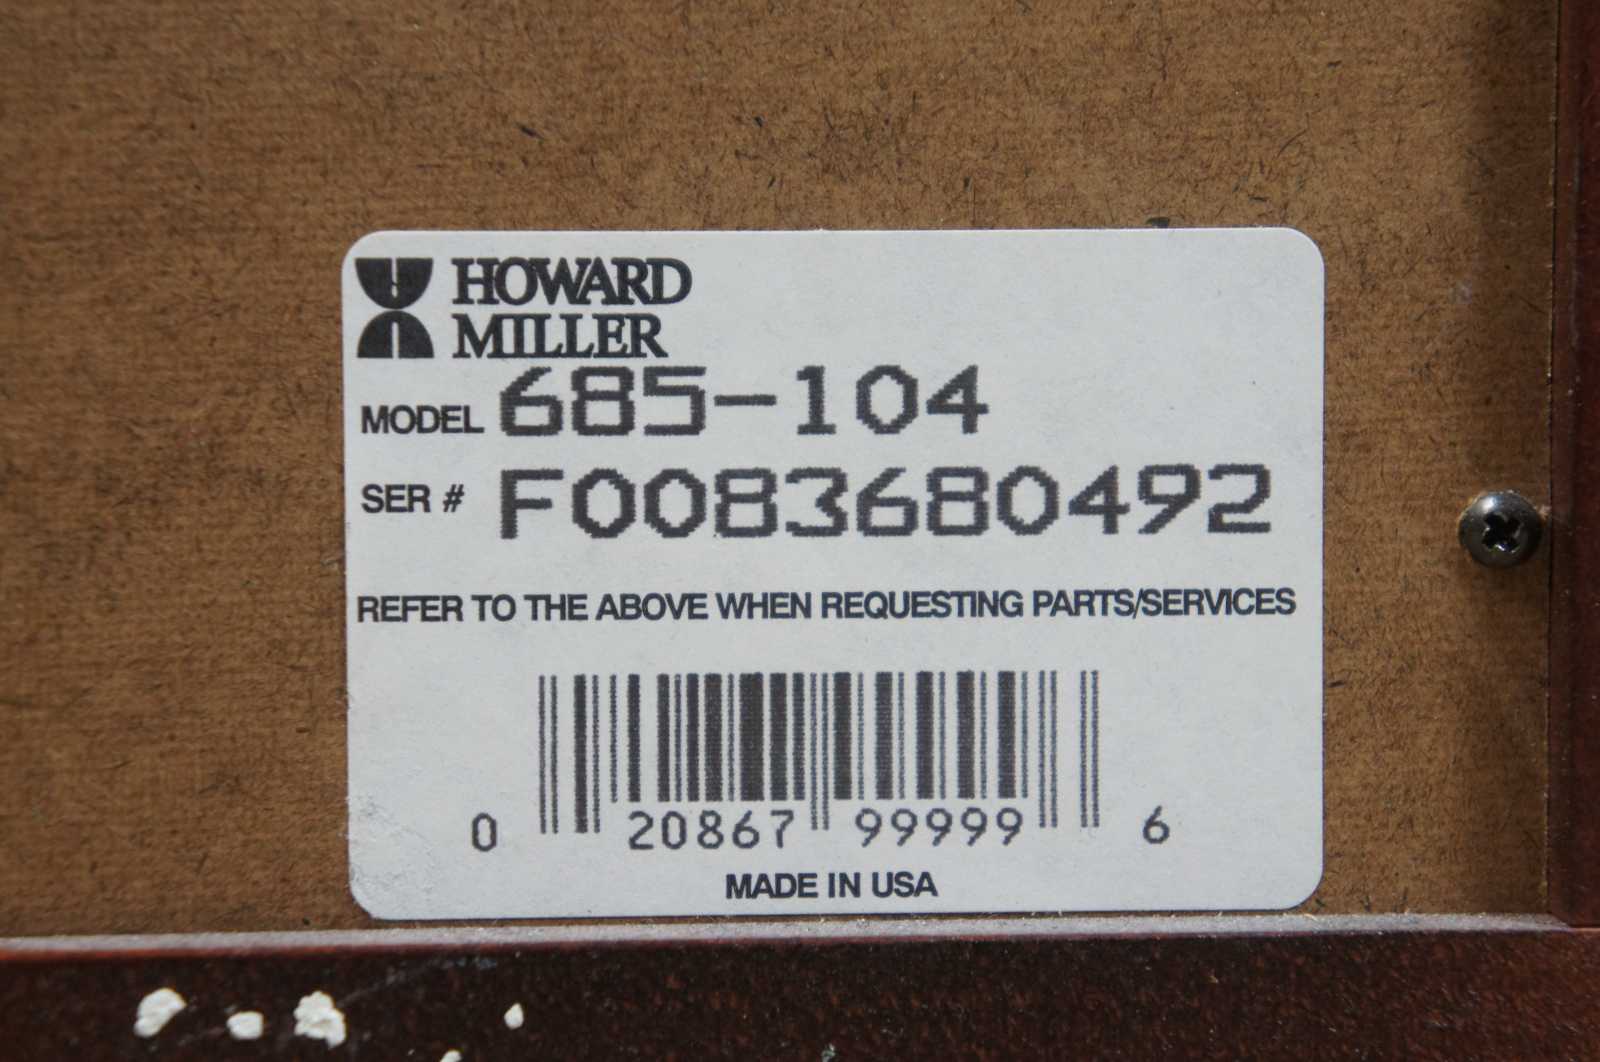 HOWARD
MILLER
MODEL 685-104
SER # F0083680492
REFER TO THE ABOVE WHEN REQUESTING PARTS/SERVICES
0 20867 99999 6
MADE IN USA